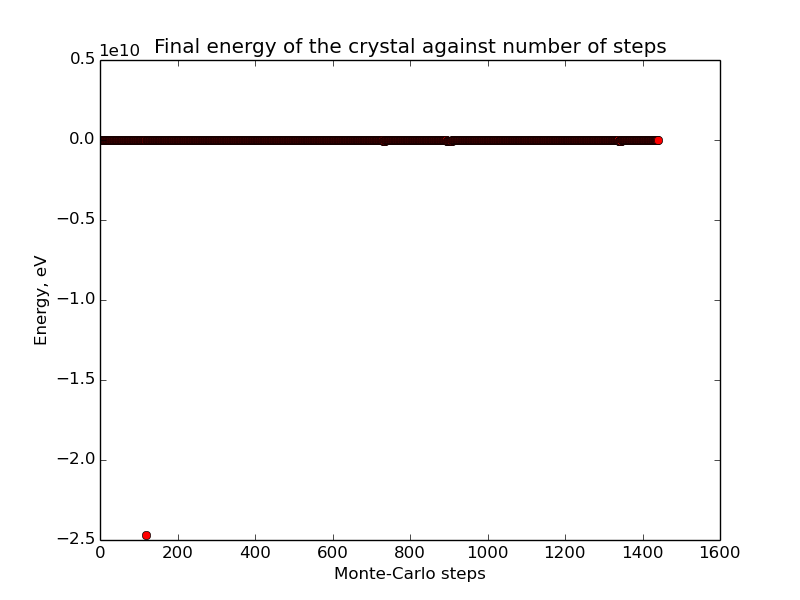 Final energy of the crystal against number of steps
1e10
0.5
0.0
−0.5
−1.0
−1.5
−2.0
−2.5
Energy, eV
0 200 400 600 800 1000 1200 1400 1600
Monte-Carlo steps